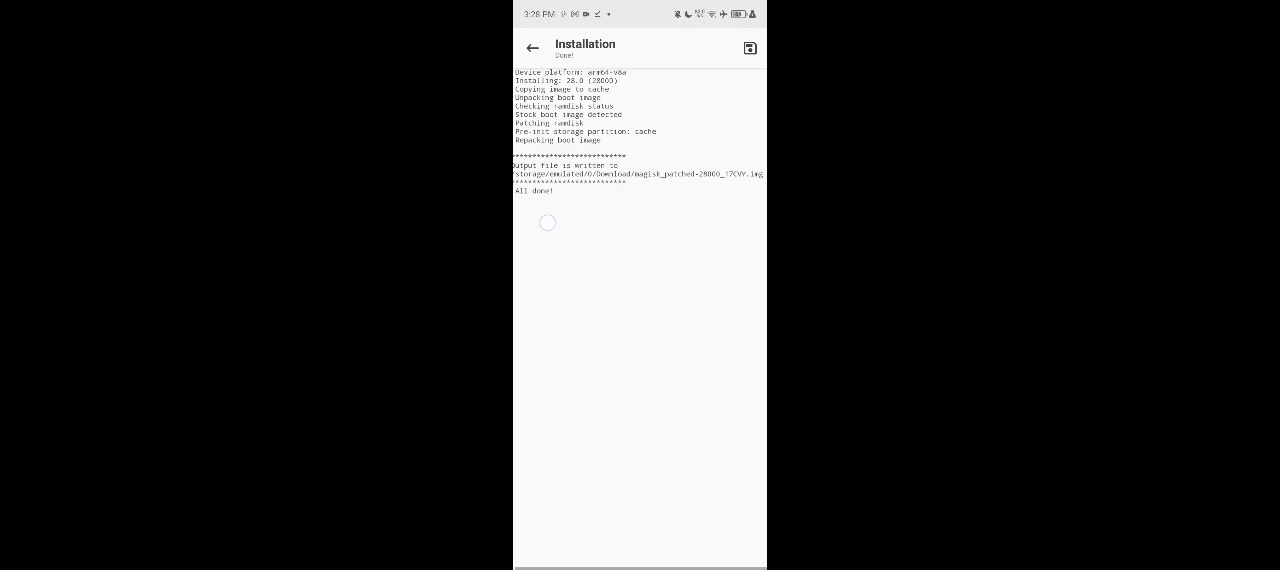 3:28 PM
Installation
Done!
Device platform: arm64-v8a
Installing: 28.0 (28000)
Copying image to cache
Unpacking boot image
Checking ramdisk status
Stock boot image detected
Patching ramdisk
Pre-init storage partition: cache
Repacking boot image
***************************
Output file is written to
/storage/emulated/0/Download/magisk_patched-28000_17CVY.img
***************************
All done!